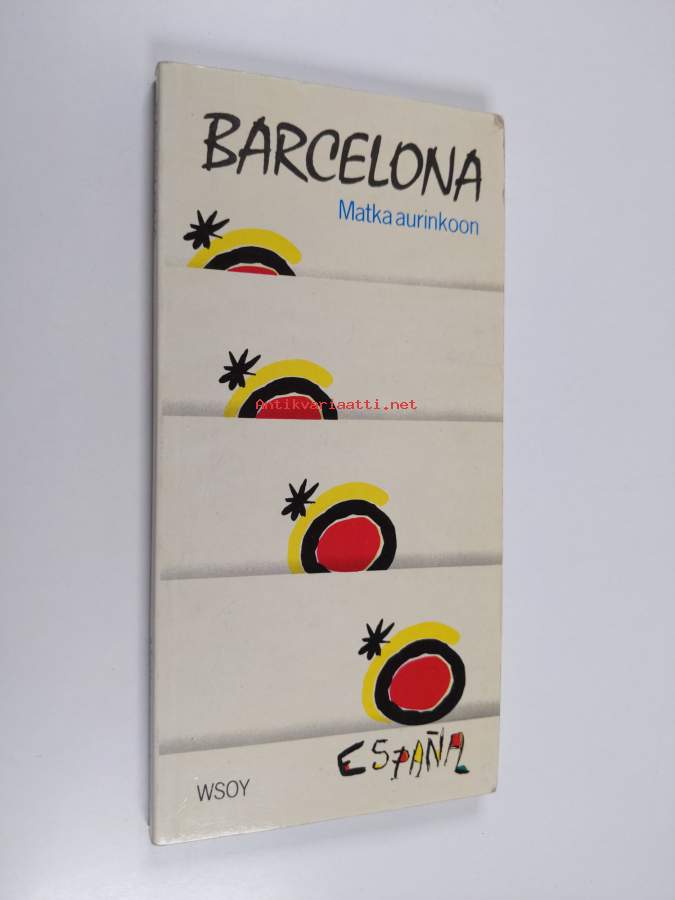 BARCELONA
Matka aurinkoon
Antikvariaatti.net
ESPAÑA
WSOY